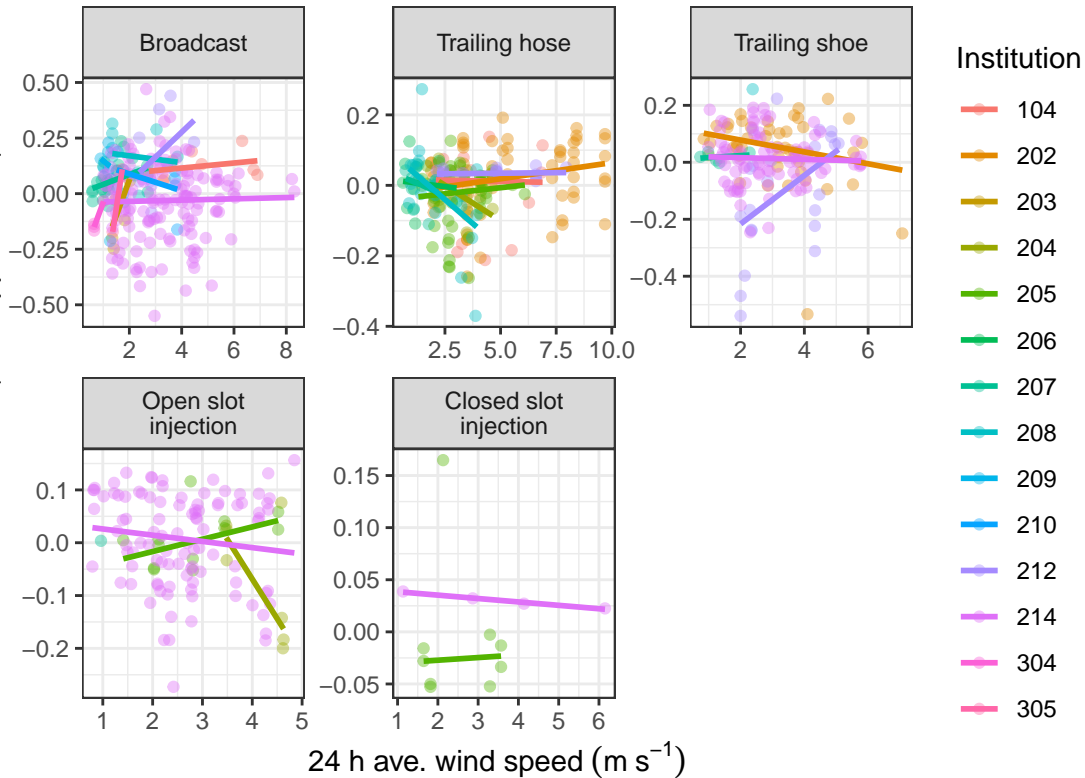 Broadcast
Trailing hose
Trailing shoe
0.50
0.25
0.00
−0.25
−0.50
2 4 6 8
0.2
0.0
−0.2
−0.4
2.5 5.0 7.5 10.0
0.2
0.0
−0.2
−0.4
2 4 6
Open slot
injection
Closed slot
injection
0.1
0.0
−0.1
−0.2
1 2 3 4 5
0.15
0.10
0.05
0.00
−0.05
1 2 3 4 5 6
24 h ave. wind speed (m s⁻¹)
Institution
104
202
203
204
205
206
207
208
209
210
212
214
304
305